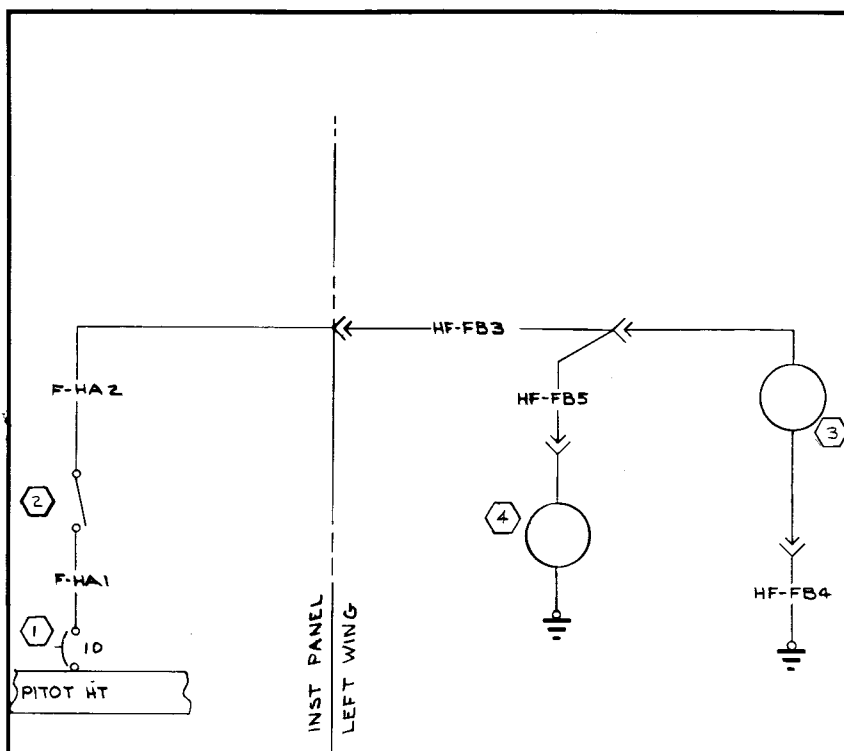 HF-FB3
F-HA2
HF-FB5
3
2
4
F-HA1
HF-FB4
1
10
PITOT HT
INST PANEL
LEFT WING